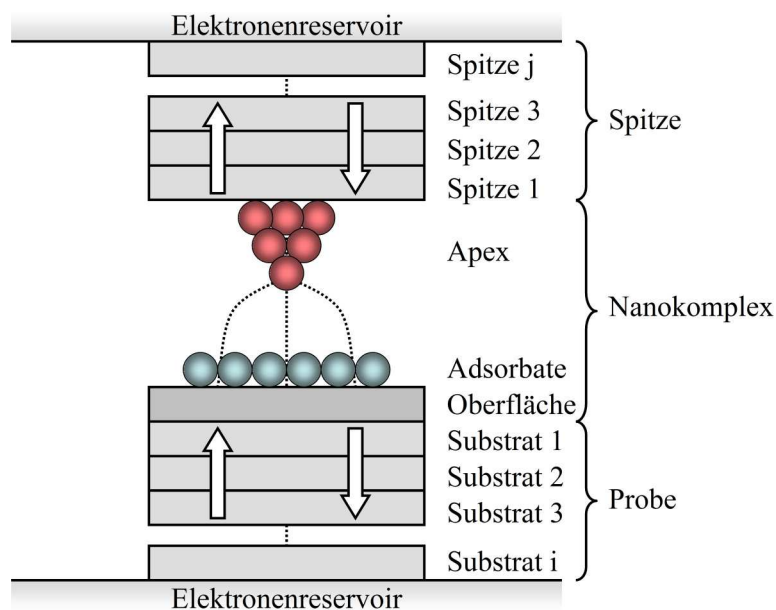 Elektronenreservoir
Spitze j
Spitze 3
Spitze 2
Spitze 1
Spitze
Apex
Nanokomplex
Adsorbate
Oberfläche
Substrat 1
Substrat 2
Substrat 3
Probe
Substrat i
Elektronenreservoir